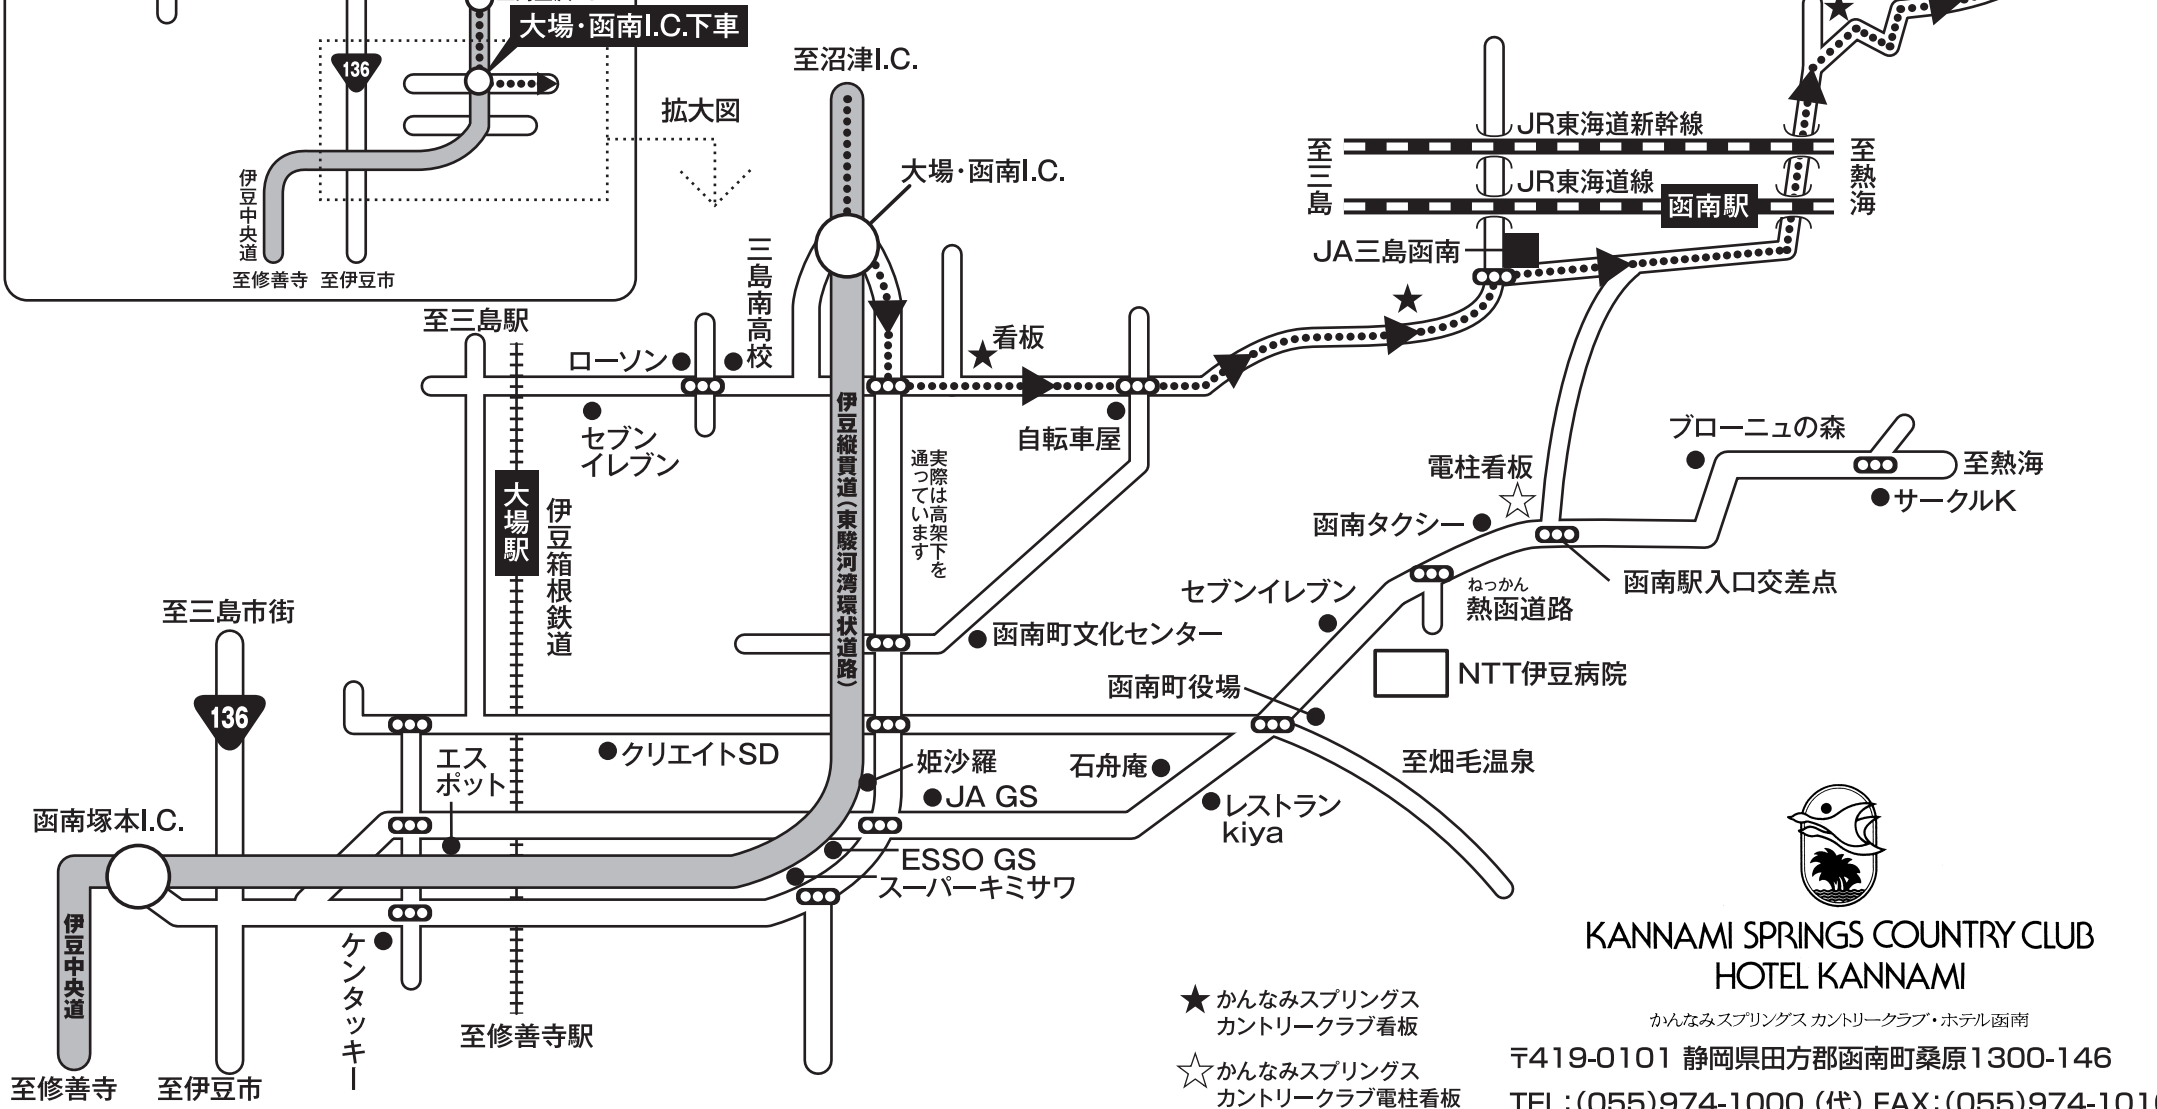 大場・函南I.C.下車
136
拡大図
伊豆中央道
至修善寺
至伊豆市
至沼津I.C.
大場・函南I.C.
JR東海道新幹線
JR東海道線
至三島
至熱海
函南駅
JA三島函南
至三島駅
三島南高校
ローソン
看板
セブン
イレブン
自転車屋
伊豆縦貫道(東駿河湾環状道路)
実際は高架下を
通っています
大場駅
伊豆箱根鉄道
ブローニュの森
至熱海
サークルK
電柱看板
函南タクシー
函南駅入口交差点
セブンイレブン
ねっかん
熱函道路
函南町文化センター
NTT伊豆病院
函南町役場
至三島市街
136
クリエイトSD
エス
ポット
姫沙羅
JA GS
石舟庵
至畑毛温泉
レストラン
kiya
函南塚本I.C.
ESSO GS
スーパーキミサワ
伊豆中央道
ケンタッキー
至修善寺駅
至修善寺
至伊豆市
★かんなみスプリングス
カントリークラブ看板
☆かんなみスプリングス
カントリークラブ電柱看板
KANNAMI SPRINGS COUNTRY CLUB
HOTEL KANNAMI
かんなみスプリングス カントリークラブ・ホテル函南
〒419-0101 静岡県田方郡函南町桑原1300-146
TEL:(055)974-1000 (代) FAX:(055)974-101